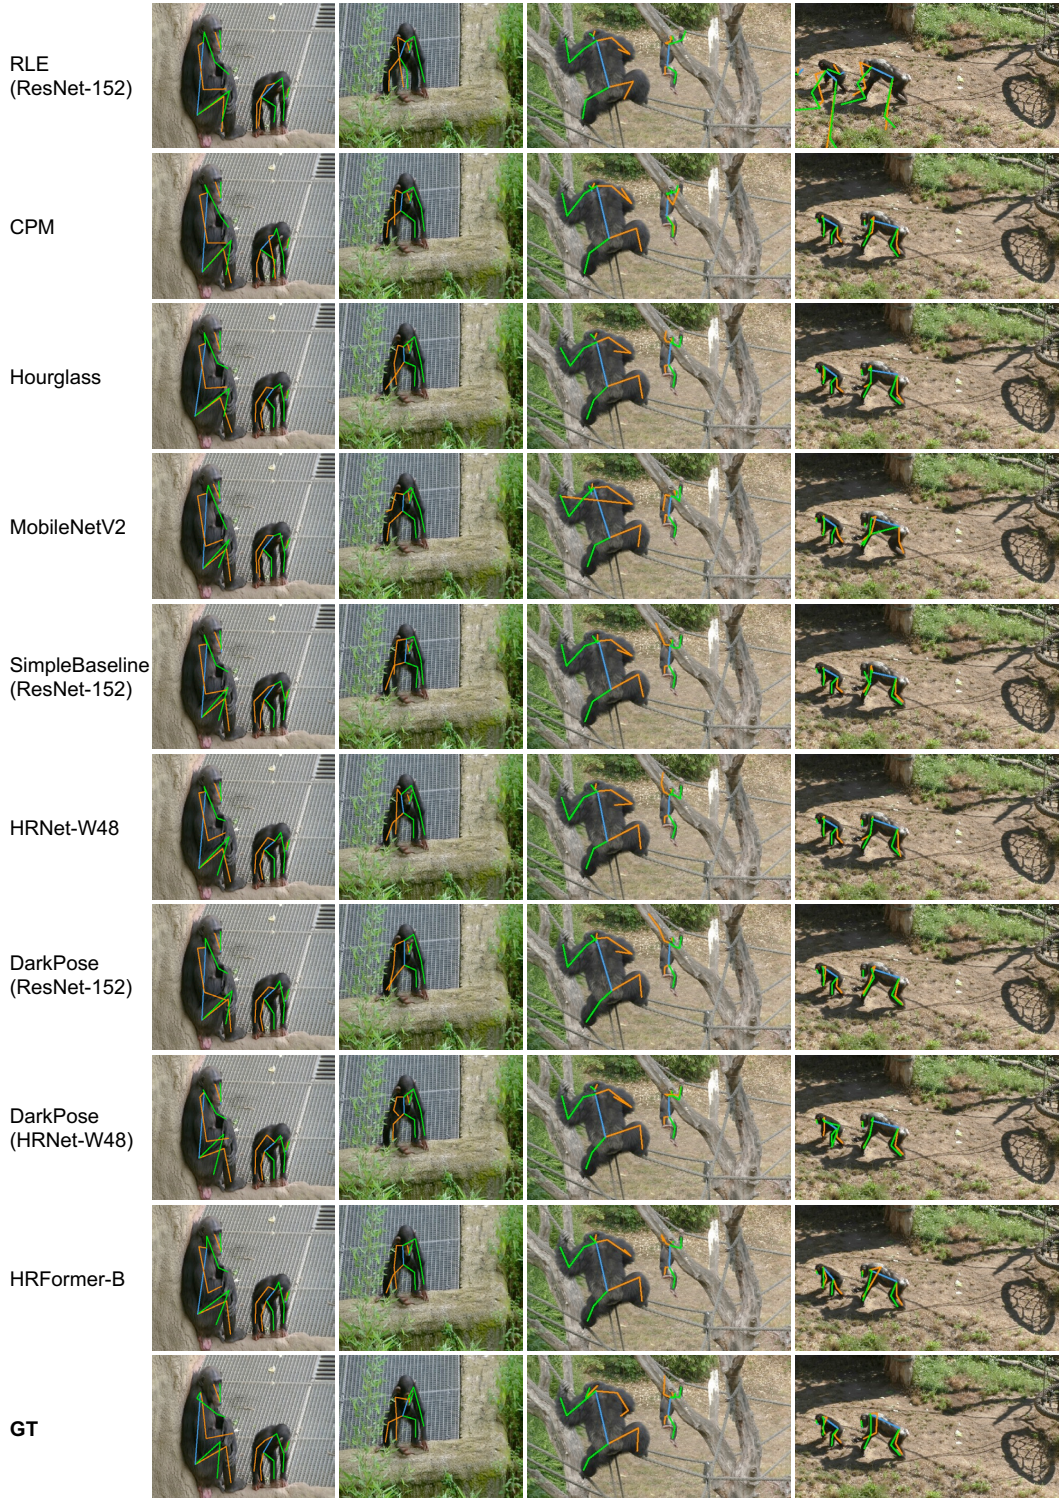 RLE
(ResNet-152)
CPM
Hourglass
MobileNetV2
SimpleBaseline
(ResNet-152)
HRNet-W48
DarkPose
(ResNet-152)
DarkPose
(HRNet-W48)
HRFormer-B
GT